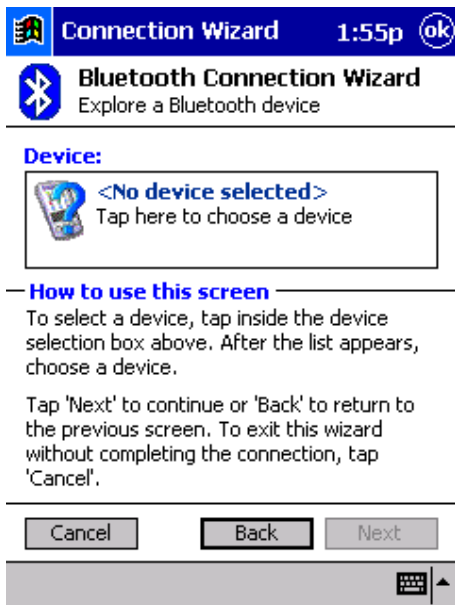 Connection Wizard 1:55p ok
Bluetooth Connection Wizard
Explore a Bluetooth device
Device:
<No device selected>
Tap here to choose a device
How to use this screen
To select a device, tap inside the device
selection box above. After the list appears,
choose a device.
Tap 'Next' to continue or 'Back' to return to
the previous screen. To exit this wizard
without completing the connection, tap
'Cancel'.
Cancel Back Next